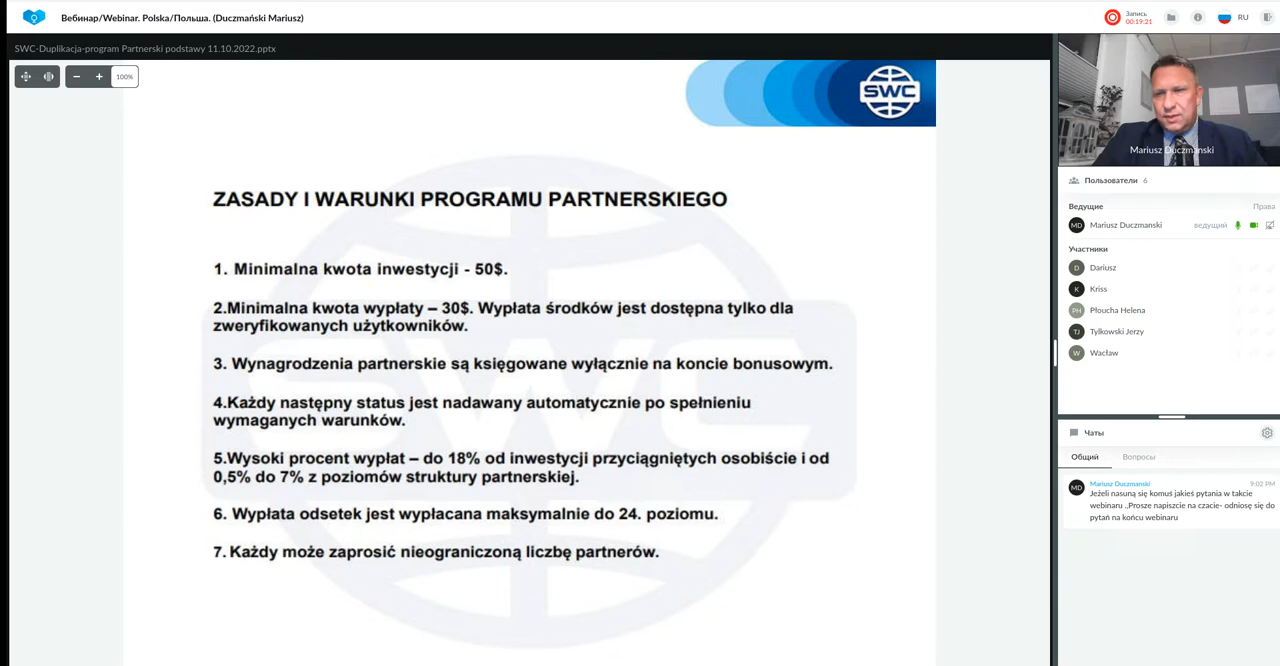 Вебинар/Webinar. Polska/Польша. (Duczmański Mariusz)
Запись
00:19:21
RU
SWC-Duplikacja-program Partnerski podstawy 11.10.2022.pptx
100%
SWC
ZASADY I WARUNKI PROGRAMU PARTNERSKIEGO
1. Minimalna kwota inwestycji - 50$.
2.Minimalna kwota wypłaty – 30$. Wypłata środków jest dostępna tylko dla
zweryfikowanych użytkowników.
3. Wynagrodzenia partnerskie są księgowane wyłącznie na koncie bonusowym.
4.Każdy następny status jest nadawany automatycznie po spełnieniu
wymaganych warunków.
5.Wysoki procent wypłat – do 18% od inwestycji przyciągniętych osobiście i od
0,5% do 7% z poziomów struktury partnerskiej.
6. Wypłata odsetek jest wypłacana maksymalnie do 24. poziomu.
7. Każdy może zaprosić nieograniczoną liczbę partnerów.
SWC
Mariusz Duczmanski
Пользователи 6
Ведущие Права
MD Mariusz Duczmanski ведущий
Участники
D Dariusz
K Kriss
PH Płoucha Helena
TJ Tylkowski Jerzy
W Wacław
Чаты
Общий Вопросы
MD Mariusz Duczmanski 9:02 PM
Jeżeli nasuną się komuś jakieś pytania w takcie
webinaru ,,Prosze napiszcie na czacie- odniosę się do
pytań na końcu webinaru